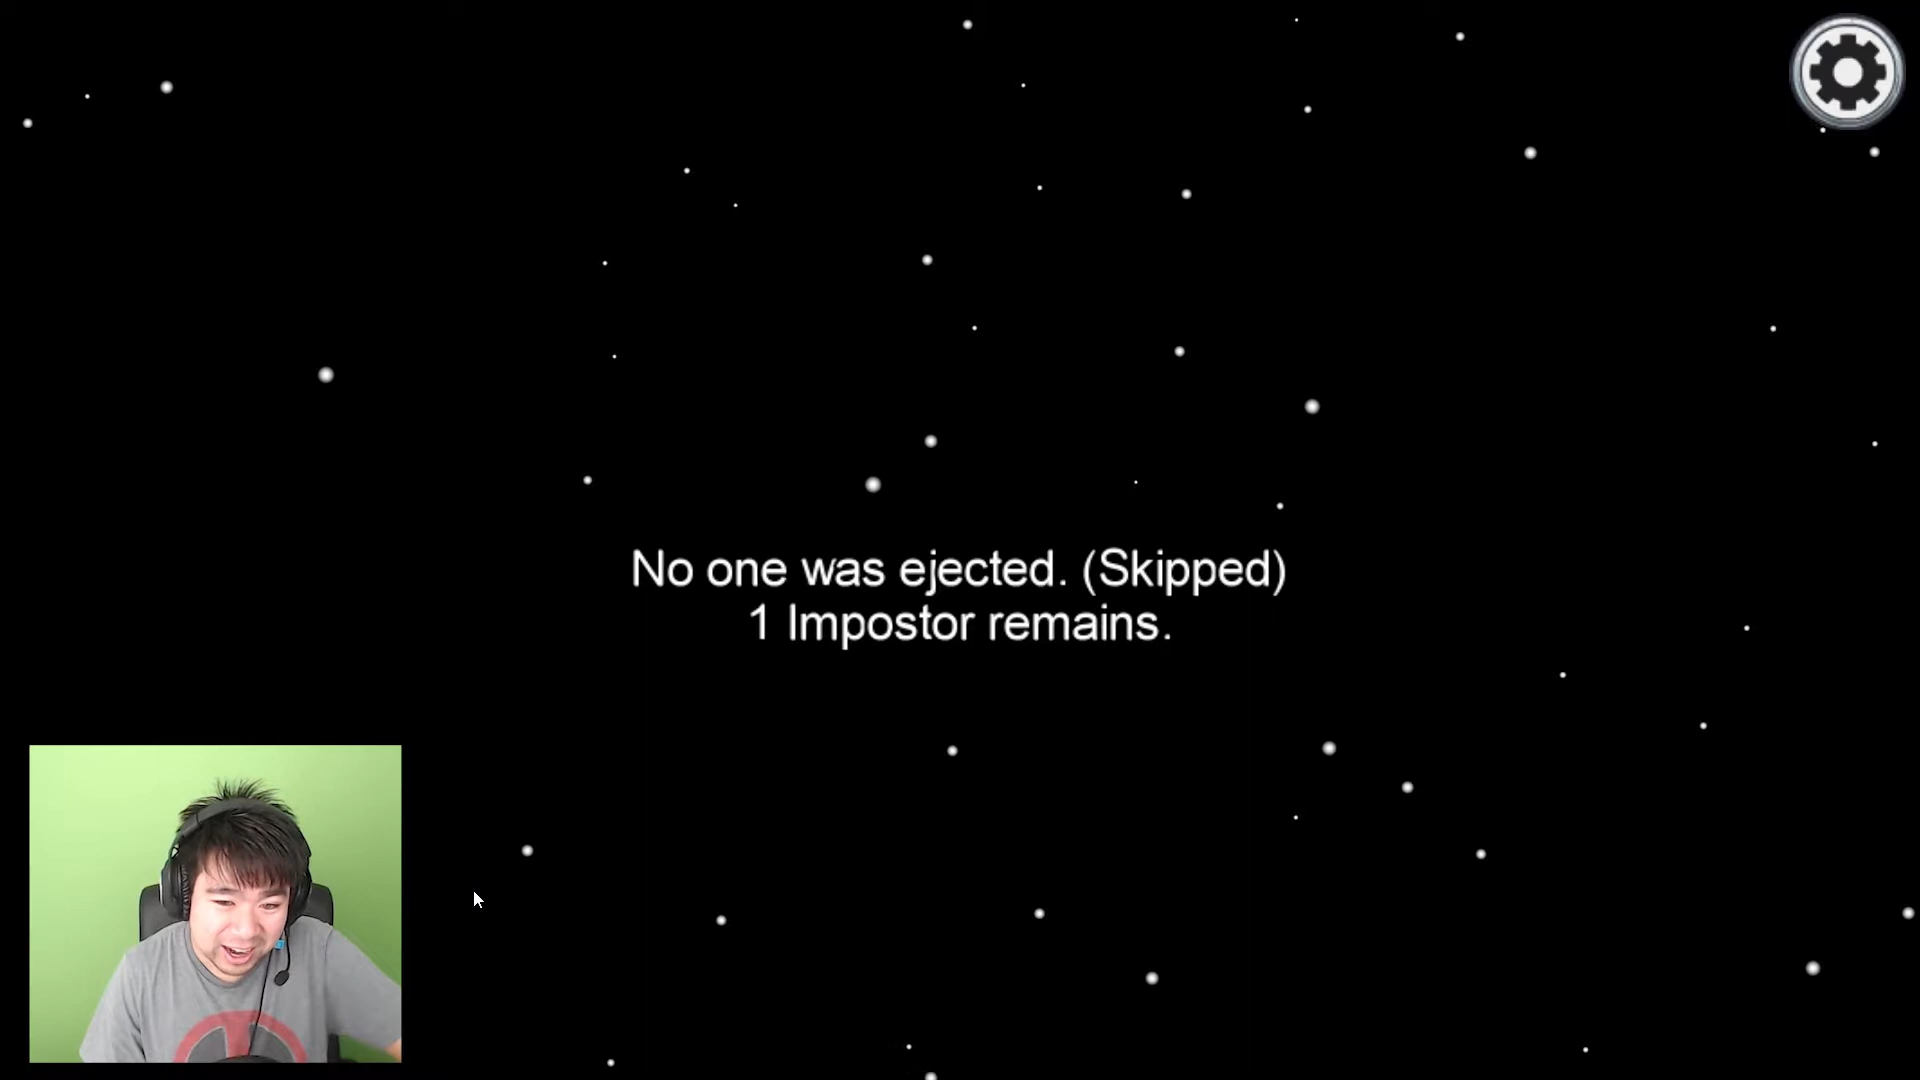 No one was ejected. (Skipped)
1 Impostor remains.